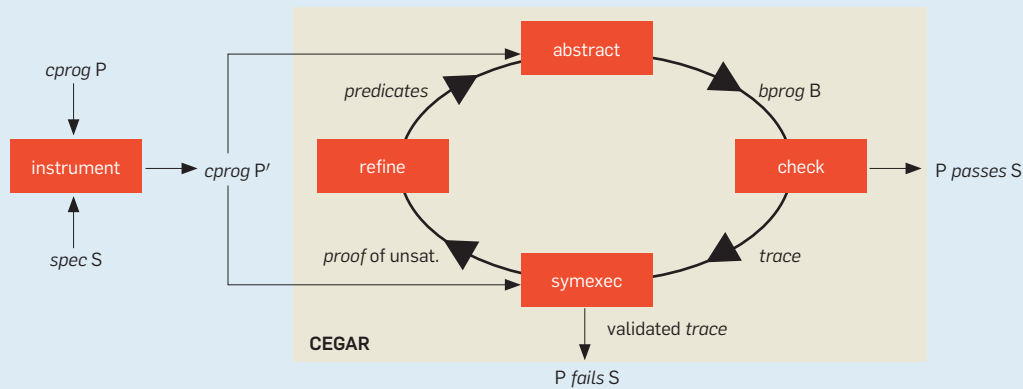 abstract
cprog P
predicates
bprog B
instrument
cprog P′
refine
check
P passes S
spec S
proof of unsat.
trace
symexec
validated trace
CEGAR
P fails S